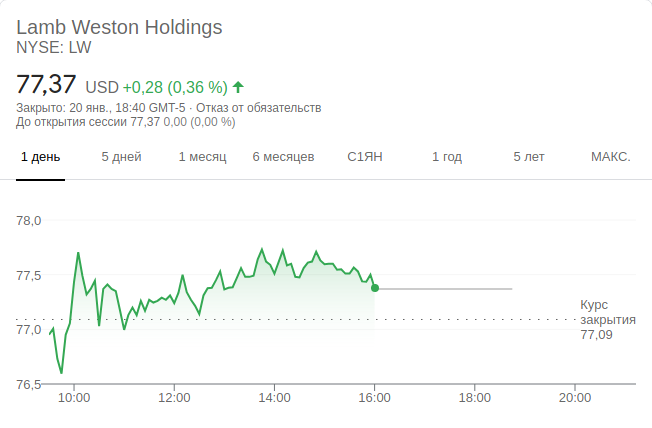 Lamb Weston Holdings
NYSE: LW
77,37 USD +0,28 (0,36 %)
Закрыто: 20 янв., 18:40 GMT-5 · Отказ от обязательств
До открытия сессии 77,37 0,00 (0,00 %)
1 день 5 дней 1 месяц 6 месяцев С1ЯН 1 год 5 лет МАКС.
78,0
77,5
77,0
76,5
Курс
закрытия
77,09
10:00 12:00 14:00 16:00 18:00 20:00